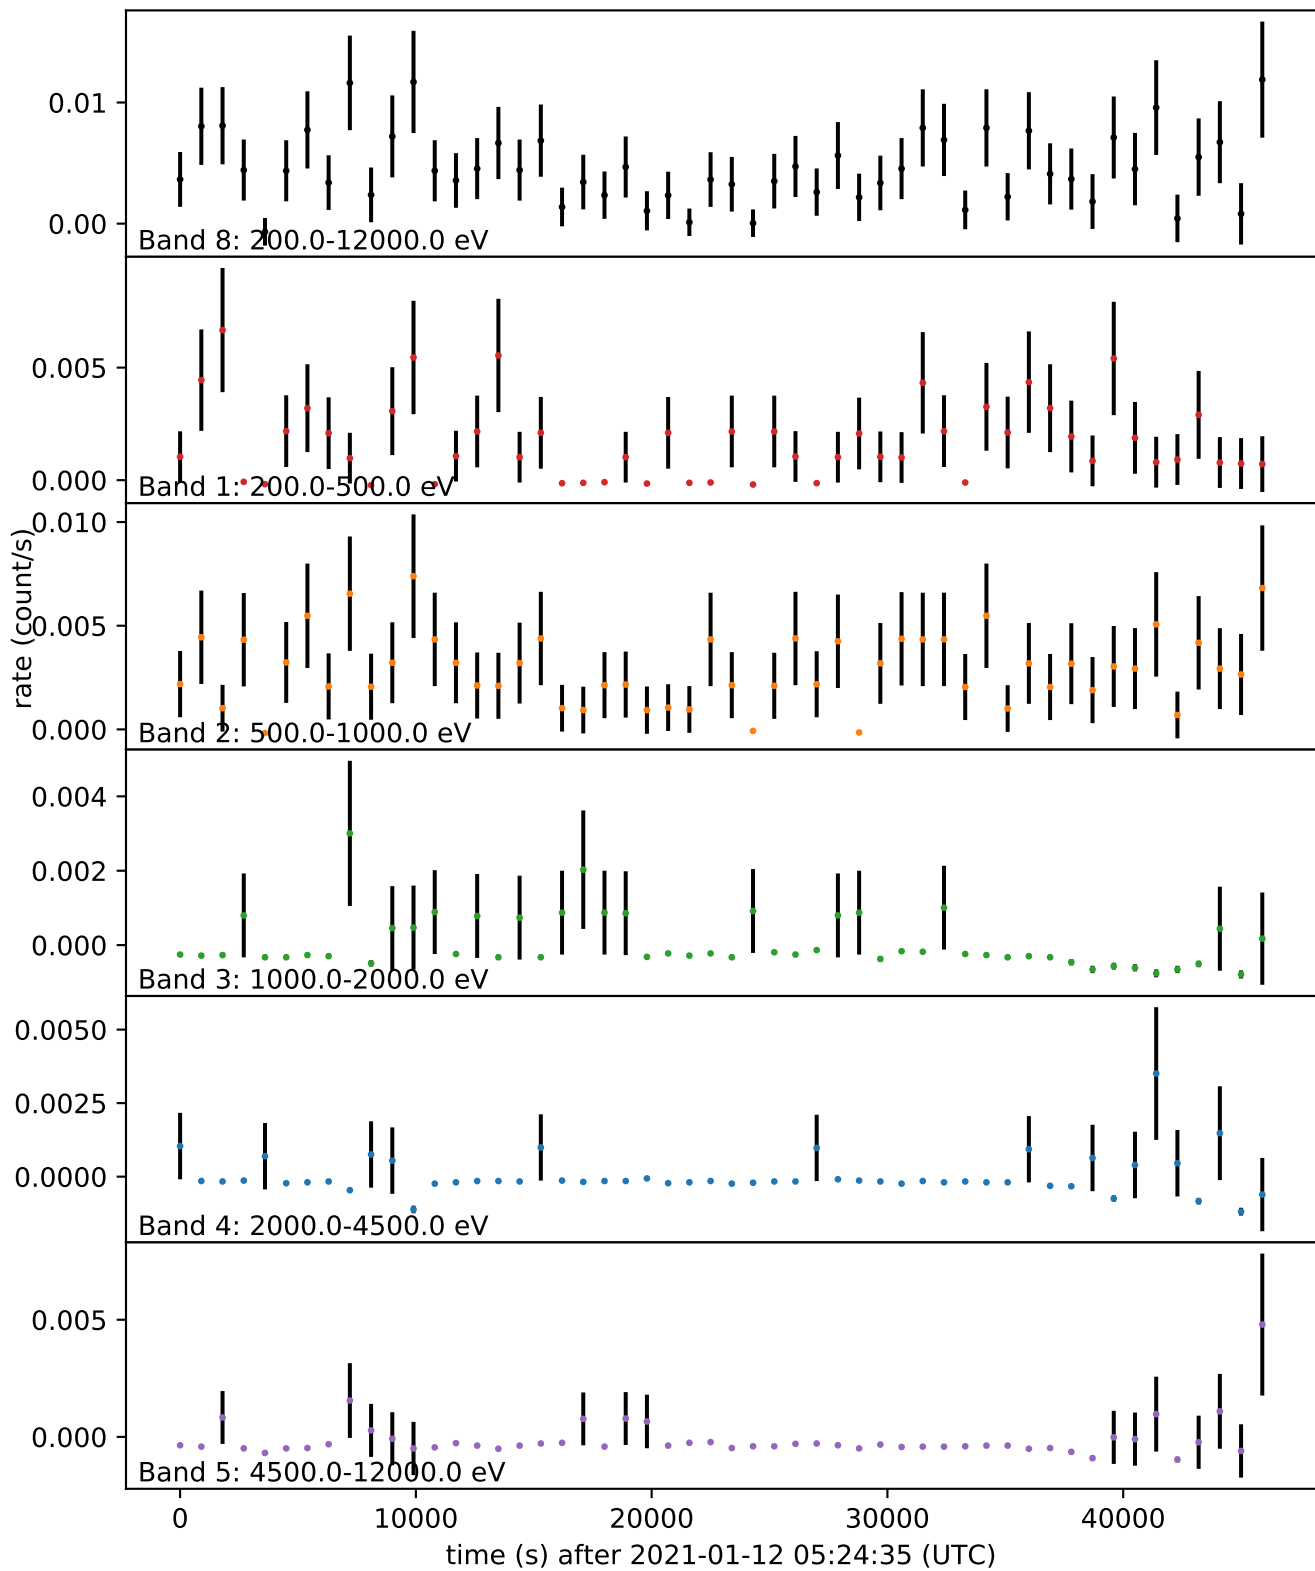 0.01
0.00
Band 8: 200.0-12000.0 eV
0.005
0.000
Band 1: 200.0-500.0 eV
0.010
0.005
0.000
Band 2: 500.0-1000.0 eV
rate (count/s)
0.004
0.002
0.000
Band 3: 1000.0-2000.0 eV
0.0050
0.0025
0.0000
Band 4: 2000.0-4500.0 eV
0.005
0.000
Band 5: 4500.0-12000.0 eV
0 10000 20000 30000 40000
time (s) after 2021-01-12 05:24:35 (UTC)